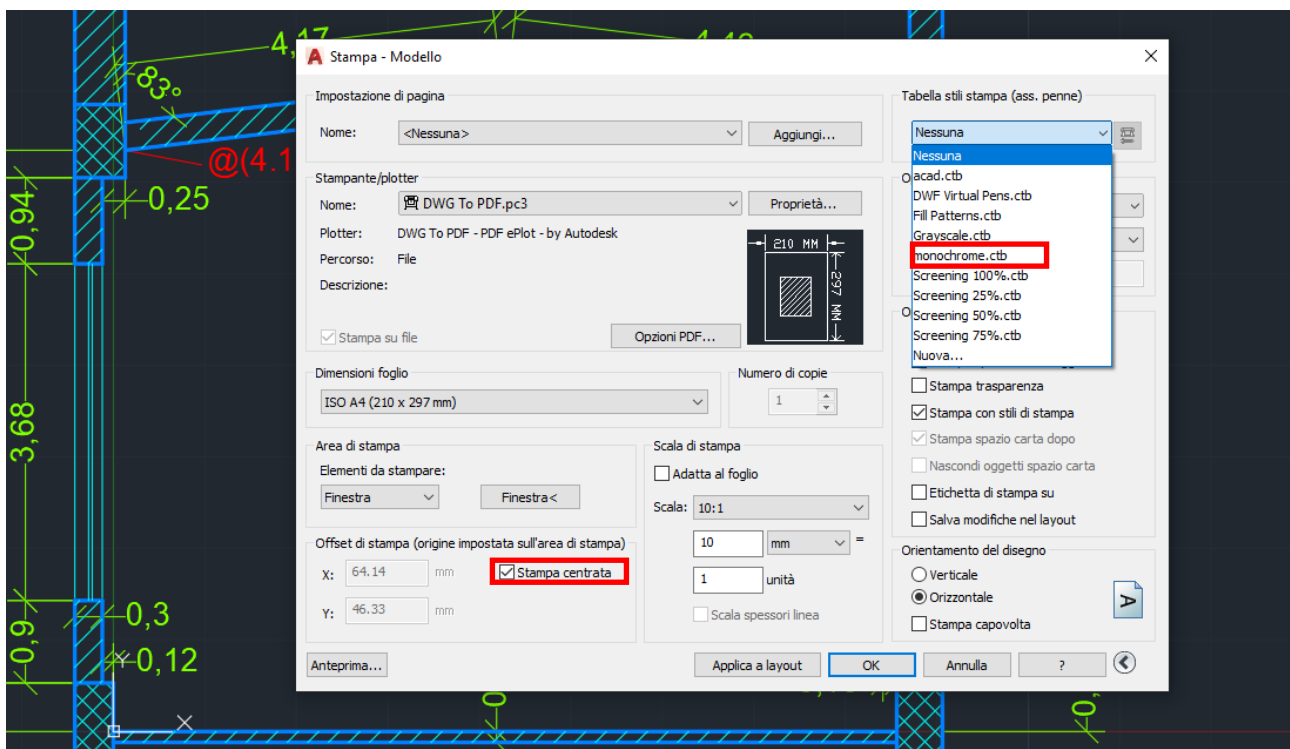 4,17
83°
@(4.1
0,25
0,94
3,68
0,3
0,9
0,12
Y
X
Stampa - Modello
Impostazione di pagina
Nome: <Nessuna> Aggiungi...
Stampante/plotter
Nome: DWG To PDF.pc3 Proprietà...
Plotter: DWG To PDF - PDF ePlot - by Autodesk
Percorso: File
Descrizione:
210 MM
297 MM
Stampa su file
Opzioni PDF...
Dimensioni foglio
ISO A4 (210 x 297 mm)
Numero di copie
1
Area di stampa
Elementi da stampare:
Finestra Finestra<
Scala di stampa
Adatta al foglio
Scala: 10:1
10 mm =
1 unità
Scala spessori linea
Offset di stampa (origine impostata sull'area di stampa)
X: 64.14 mm Stampa centrata
Y: 46.33 mm
Tabella stili stampa (ass. penne)
Nessuna
Nessuna
acad.ctb
DWF Virtual Pens.ctb
Fill Patterns.ctb
Grayscale.ctb
monochrome.ctb
Screening 100%.ctb
Screening 25%.ctb
Screening 50%.ctb
Screening 75%.ctb
Nuova...
Stampa trasparenza
Stampa con stili di stampa
Stampa spazio carta dopo
Nascondi oggetti spazio carta
Etichetta di stampa su
Salva modifiche nel layout
Orientamento del disegno
Verticale
Orizzontale
Stampa capovolta
A
Anteprima... Applica a layout OK Annulla ?